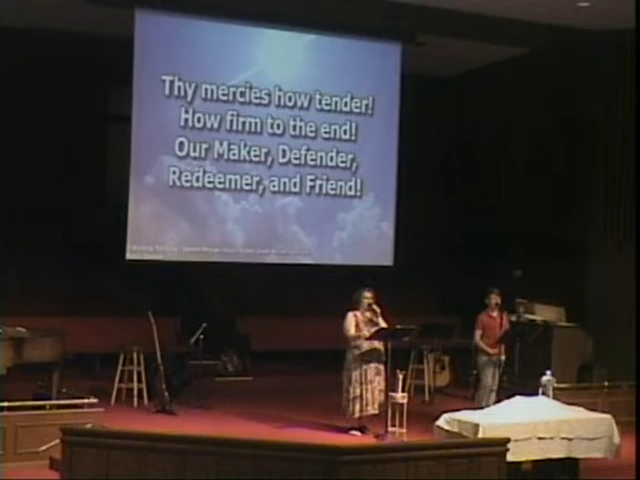 Thy mercies how tender!
How firm to the end!
Our Maker, Defender,
Redeemer, and Friend!